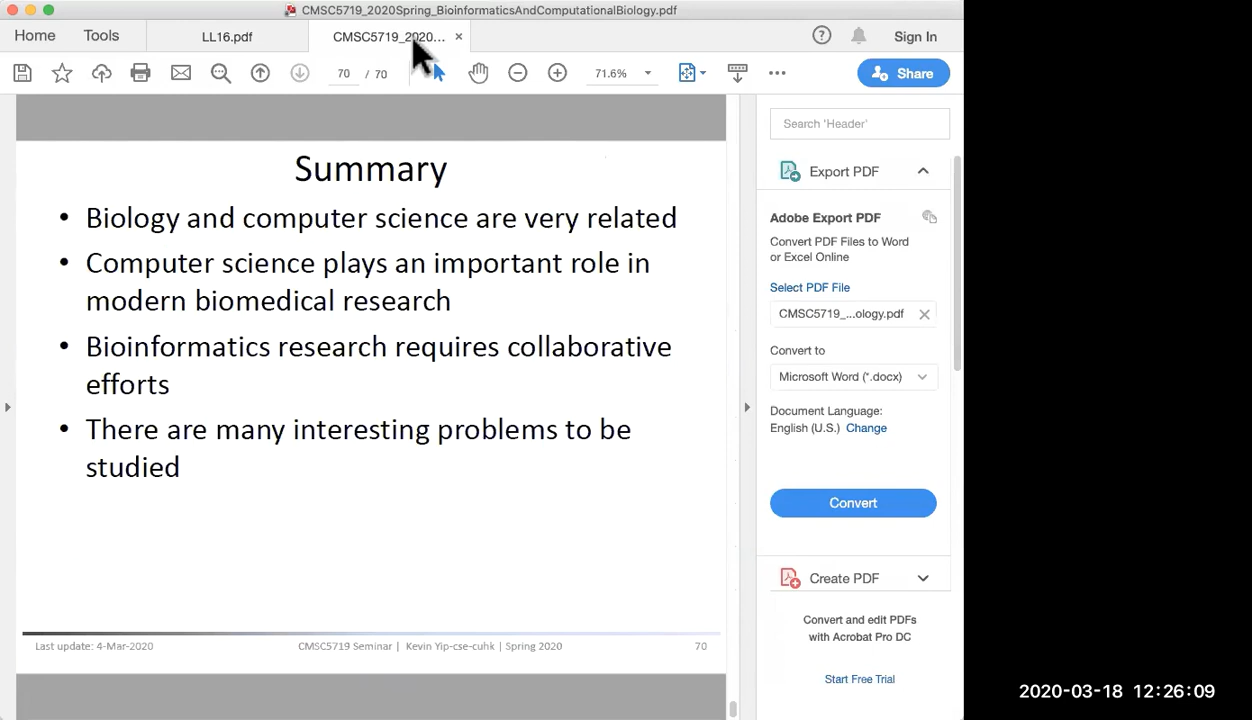 CMSC5719_2020Spring_BioinformaticsAndComputationalBiology.pdf
Home Tools LL16.pdf CMSC5719_2020... × Sign In
70 / 70 71.6% Share
Search 'Header'
Summary
• Biology and computer science are very related
• Computer science plays an important role in
modern biomedical research
• Bioinformatics research requires collaborative
efforts
• There are many interesting problems to be
studied
Last update: 4-Mar-2020 CMSC5719 Seminar | Kevin Yip-cse-cuhk | Spring 2020 70
Export PDF
Adobe Export PDF
Convert PDF Files to Word
or Excel Online
Select PDF File
CMSC5719_...ology.pdf
Convert to
Microsoft Word (*.docx)
Document Language:
English (U.S.) Change
Convert
Create PDF
Convert and edit PDFs
with Acrobat Pro DC
Start Free Trial
2020-03-18 12:26:09